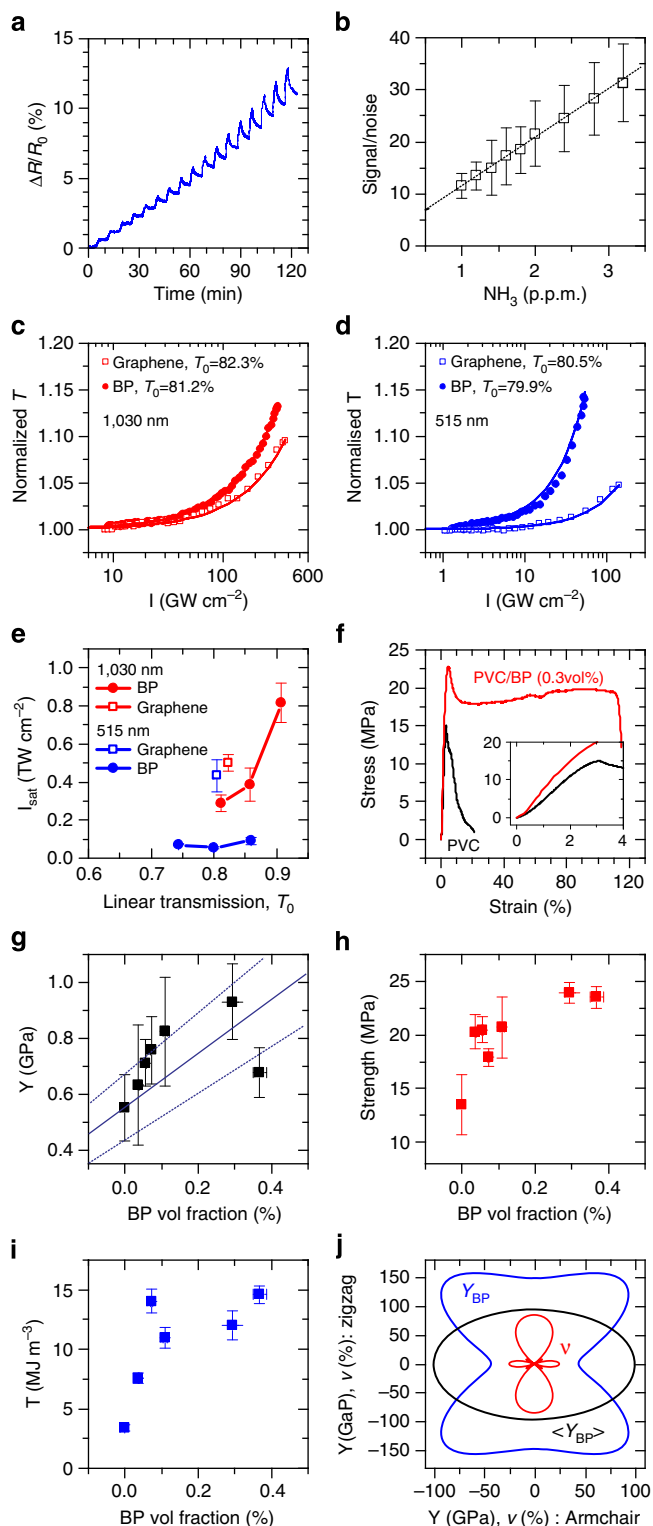 a
15
10
5
0
ΔR/R0 (%)
0 30 60 90 120
Time (min)
b
40
30
20
10
0
Signal/noise
1 2 3
NH3 (p.p.m.)
c
1.20
1.15
1.10
1.05
1.00
Normalized T
Graphene, T0=82.3%
BP, T0=81.2%
1,030 nm
10 100 600
I (GW cm−2)
d
1.20
1.15
1.10
1.05
1.00
Normalised T
Graphene, T0=80.5%
BP, T0=79.9%
515 nm
1 10 100
I (GW cm−2)
e
1.0
0.8
0.6
0.4
0.2
0.0
Isat (TW cm−2)
1,030 nm
BP
Graphene
515 nm
Graphene
BP
0.6 0.7 0.8 0.9
Linear transmission, T0
f
25
20
15
10
5
0
Stress (MPa)
PVC/BP (0.3vol%)
PVC
20
10
0
0 2 4
0 30 60 90 120
Strain (%)
g
1.0
0.8
0.6
0.4
Y (GPa)
0.0 0.2 0.4
BP vol fraction (%)
h
25
20
15
10
Strength (MPa)
0.0 0.2 0.4
BP vol fraction (%)
i
15
10
5
0
T (MJ m−3)
0.0 0.2 0.4
BP vol fraction (%)
j
150
100
50
0
−50
−100
−150
Y(GaP), v (%): zigzag
YBP
ν
<YBP>
−100 −50 0 50 100
Y (GPa), v (%) : Armchair